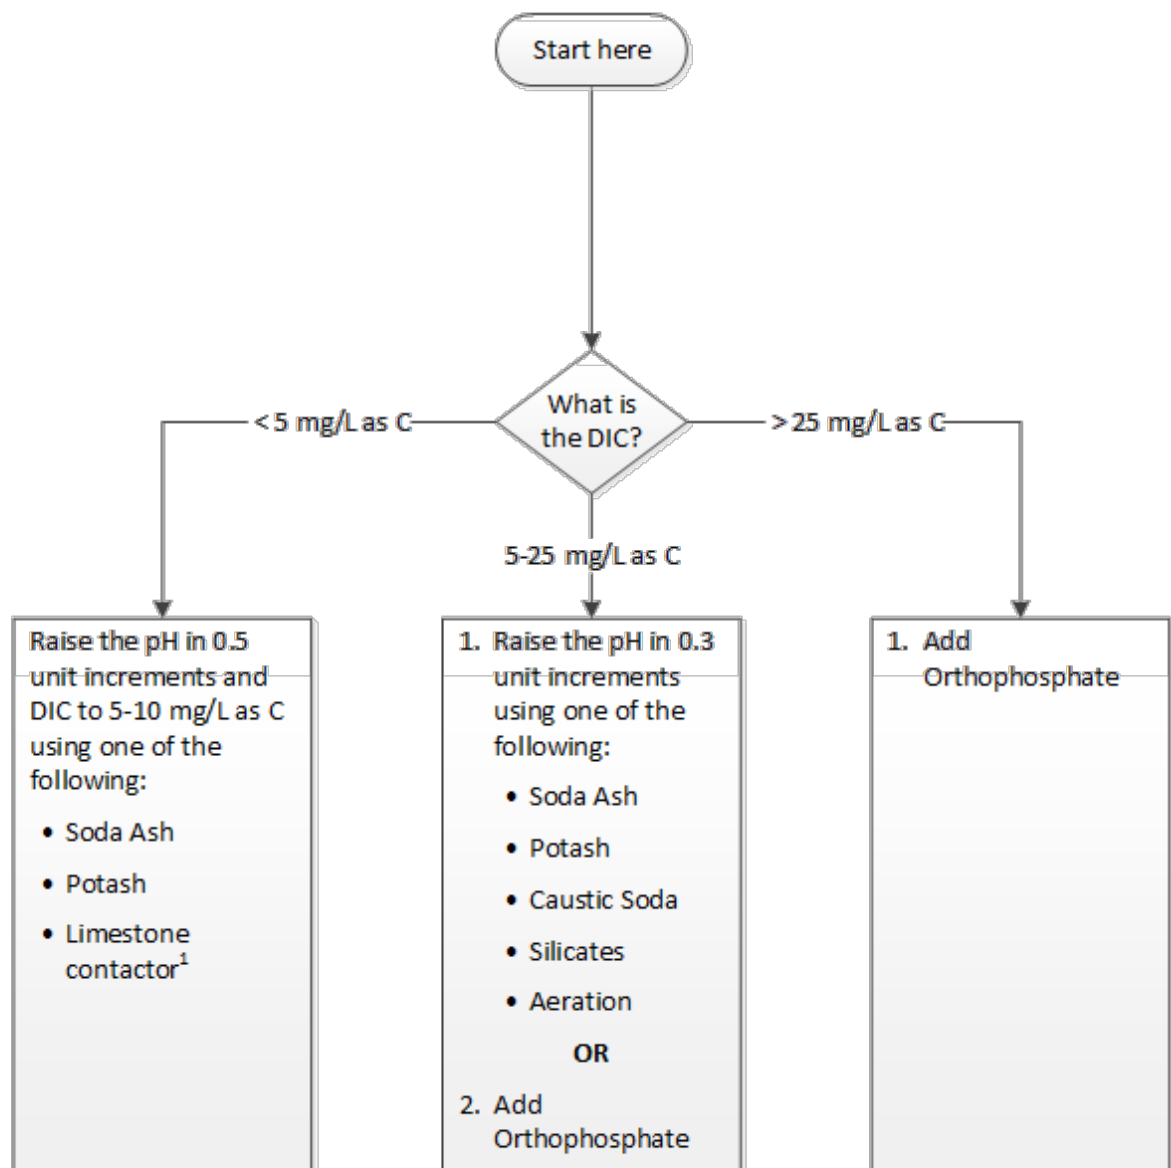 Start here
What is
the DIC?
< 5 mg/L as C
> 25 mg/L as C
5-25 mg/L as C
Raise the pH in 0.5
unit increments and
DIC to 5-10 mg/L as C
using one of the
following:
• Soda Ash
• Potash
• Limestone
contactor¹
1. Raise the pH in 0.3
unit increments
using one of the
following:
• Soda Ash
• Potash
• Caustic Soda
• Silicates
• Aeration
OR
2. Add
Orthophosphate
1. Add
Orthophosphate